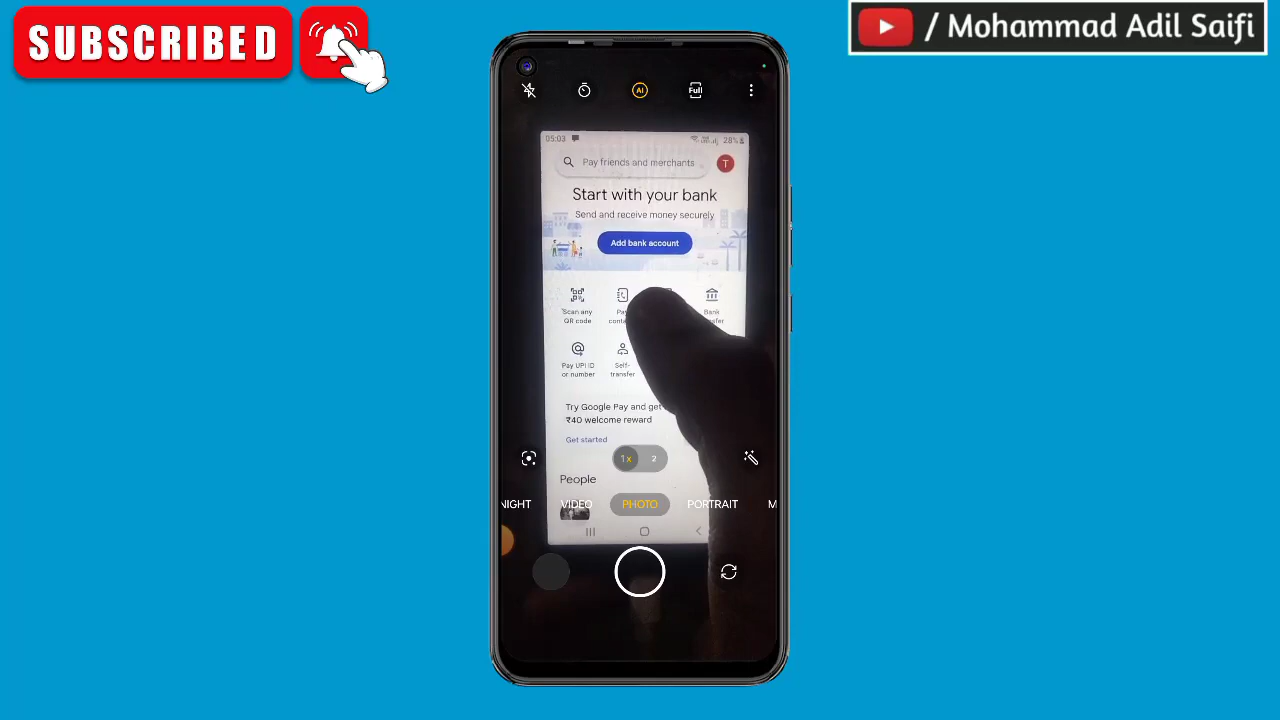 SUBSCRIBED
/ Mohammad Adil Saifi
AI
Full
05:03
28%
Pay friends and merchants
T
Start with your bank
Send and receive money securely
Add bank account
Scan any
QR code
Pay
Bank
Pay UPI ID
or number
Self-
transfer
Try Google Pay and get
₹40 welcome reward
Get started
1x
2
People
NIGHT
VIDEO
PHOTO
PORTRAIT
M